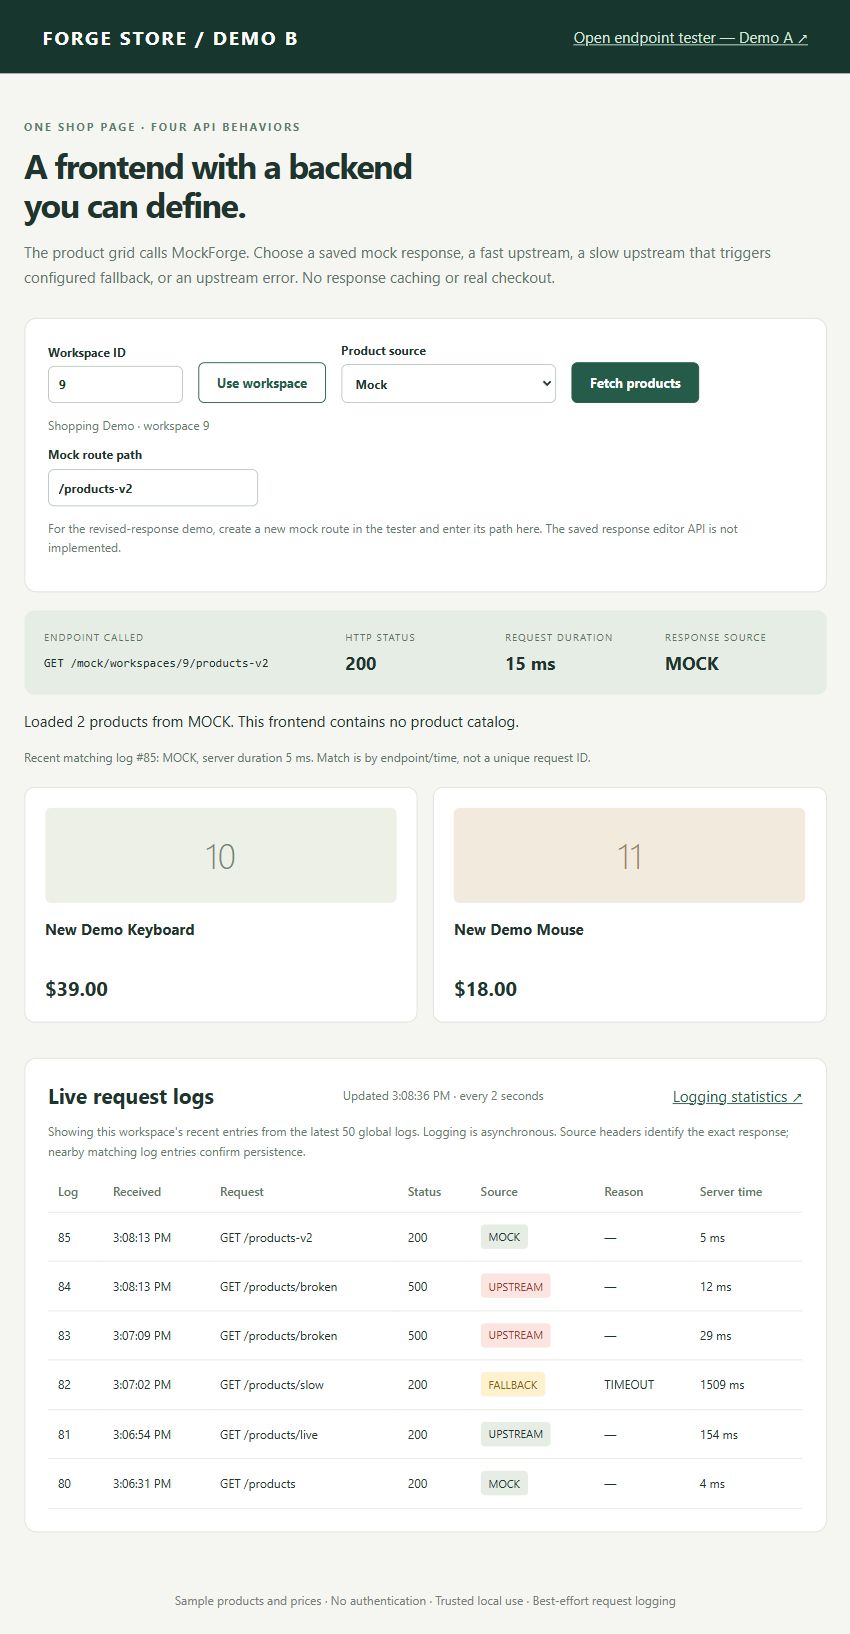 FORGE STORE / DEMO B
Open endpoint tester — Demo A ↗
ONE SHOP PAGE · FOUR API BEHAVIORS
A frontend with a backend
you can define.
The product grid calls MockForge. Choose a saved mock response, a fast upstream, a slow upstream that triggers
configured fallback, or an upstream error. No response caching or real checkout.
Workspace ID
9
Use workspace
Product source
Mock
Fetch products
Shopping Demo · workspace 9
Mock route path
/products-v2
For the revised-response demo, create a new mock route in the tester and enter its path here. The saved response editor API is not
implemented.
ENDPOINT CALLED HTTP STATUS REQUEST DURATION RESPONSE SOURCE
GET /mock/workspaces/9/products-v2 200 15 ms MOCK
Loaded 2 products from MOCK. This frontend contains no product catalog.
Recent matching log #85: MOCK, server duration 5 ms. Match is by endpoint/time, not a unique request ID.
10
New Demo Keyboard
$39.00
11
New Demo Mouse
$18.00
Live request logs
Updated 3:08:36 PM · every 2 seconds
Logging statistics ↗
Showing this workspace's recent entries from the latest 50 global logs. Logging is asynchronous. Source headers identify the exact response;
nearby matching log entries confirm persistence.
Log Received Request Status Source Reason Server time
85 3:08:13 PM GET /products-v2 200 MOCK — 5 ms
84 3:08:13 PM GET /products/broken 500 UPSTREAM — 12 ms
83 3:07:09 PM GET /products/broken 500 UPSTREAM — 29 ms
82 3:07:02 PM GET /products/slow 200 FALLBACK TIMEOUT 1509 ms
81 3:06:54 PM GET /products/live 200 UPSTREAM — 154 ms
80 3:06:31 PM GET /products 200 MOCK — 4 ms
Sample products and prices · No authentication · Trusted local use · Best-effort request logging